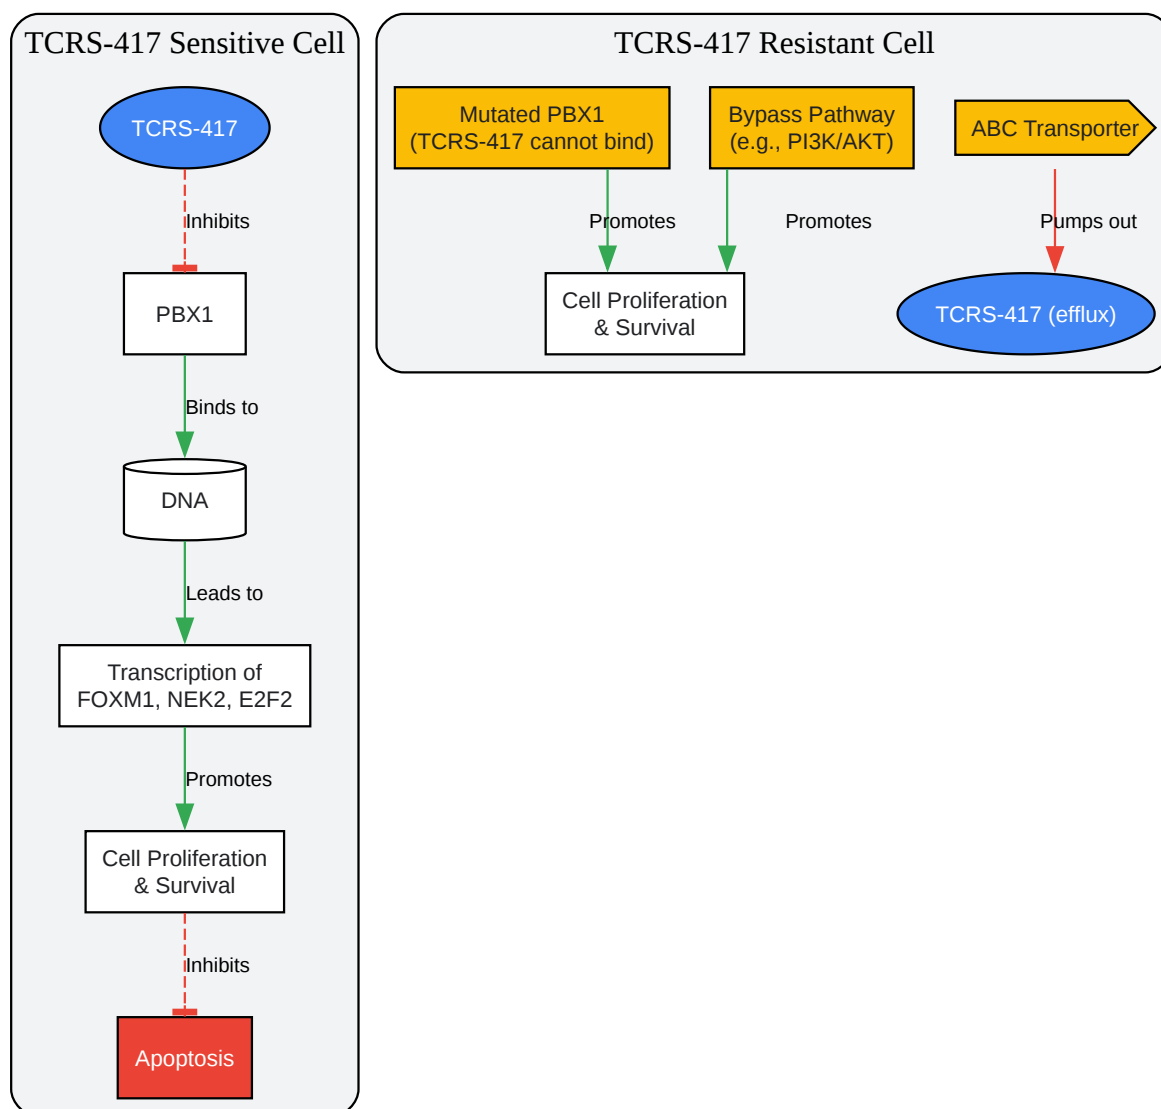 TCRS-417 Sensitive Cell
TCRS-417
Inhibits
PBX1
Binds to
DNA
Leads to
Transcription of
FOXM1, NEK2, E2F2
Promotes
Cell Proliferation
& Survival
Inhibits
Apoptosis
TCRS-417 Resistant Cell
Mutated PBX1
(TCRS-417 cannot bind)
Bypass Pathway
(e.g., PI3K/AKT)
ABC Transporter
Promotes
Promotes
Pumps out
Cell Proliferation
& Survival
TCRS-417 (efflux)